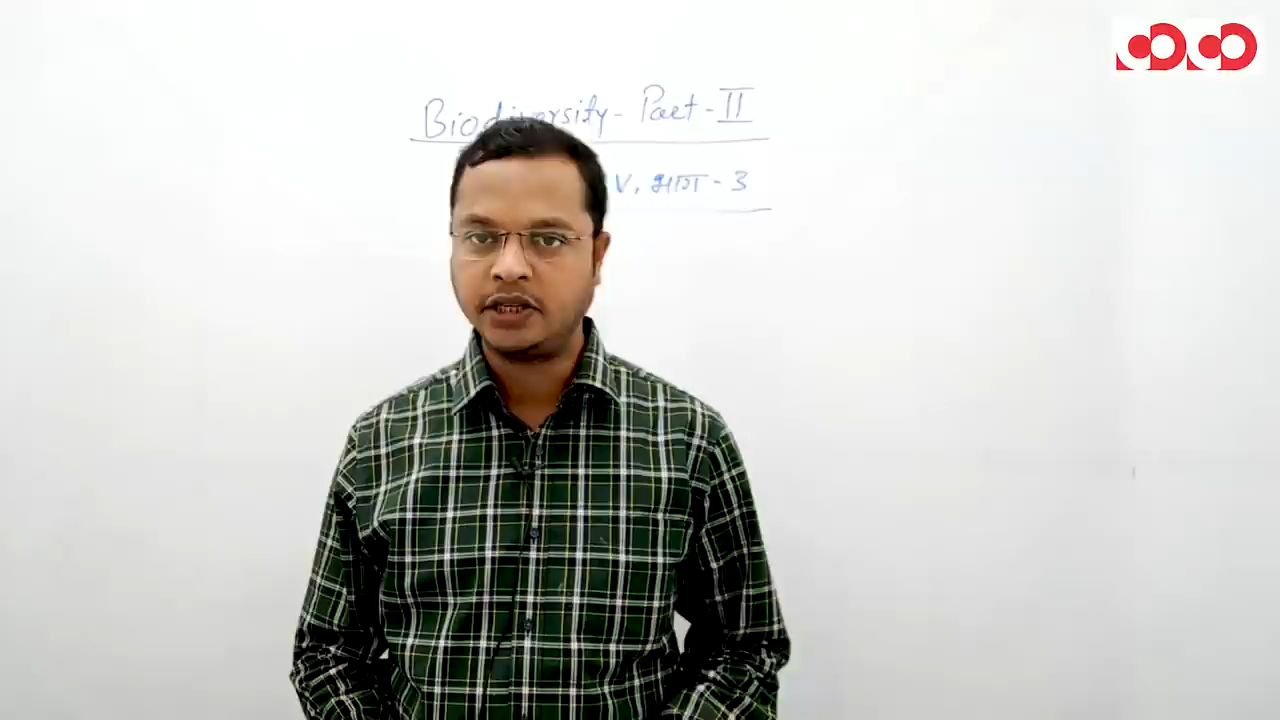 Biodiversity - Part - II
V. भाग - 3